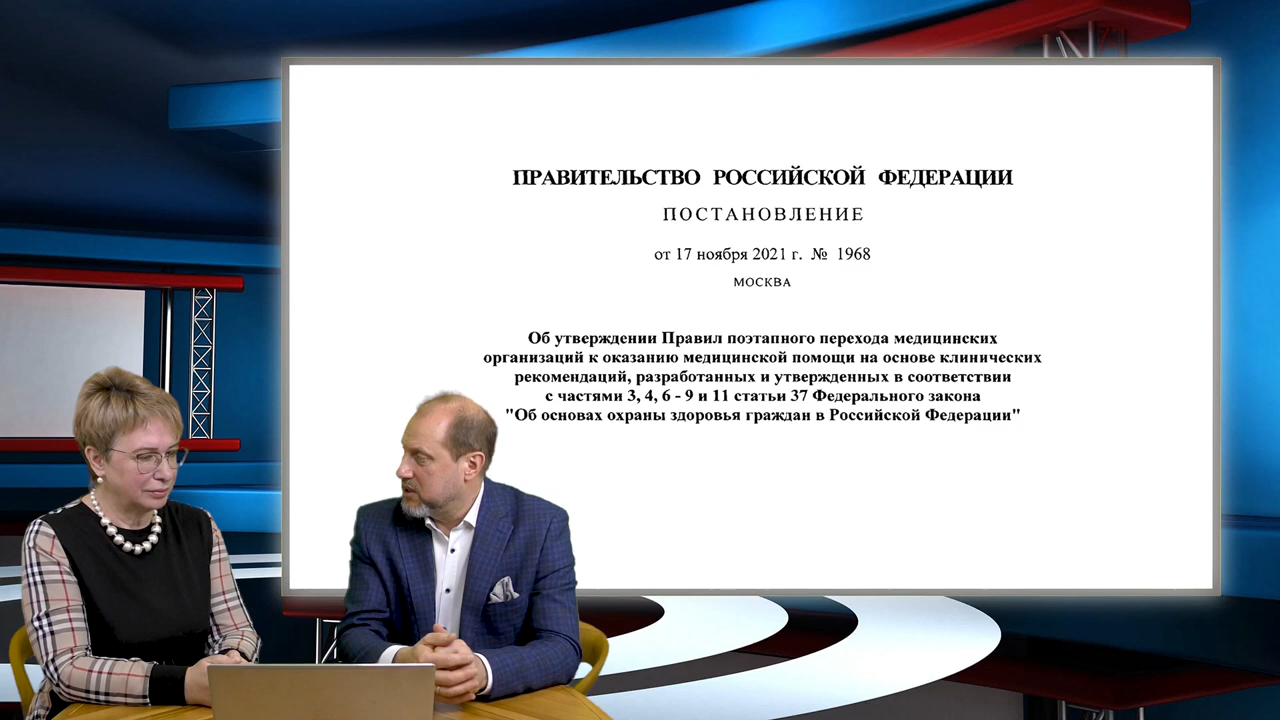 ПРАВИТЕЛЬСТВО РОССИЙСКОЙ ФЕДЕРАЦИИ
ПОСТАНОВЛЕНИЕ
от 17 ноября 2021 г. № 1968
МОСКВА
Об утверждении Правил поэтапного перехода медицинских
организаций к оказанию медицинской помощи на основе клинических
рекомендаций, разработанных и утвержденных в соответствии
с частями 3, 4, 6 - 9 и 11 статьи 37 Федерального закона
"Об основах охраны здоровья граждан в Российской Федерации"